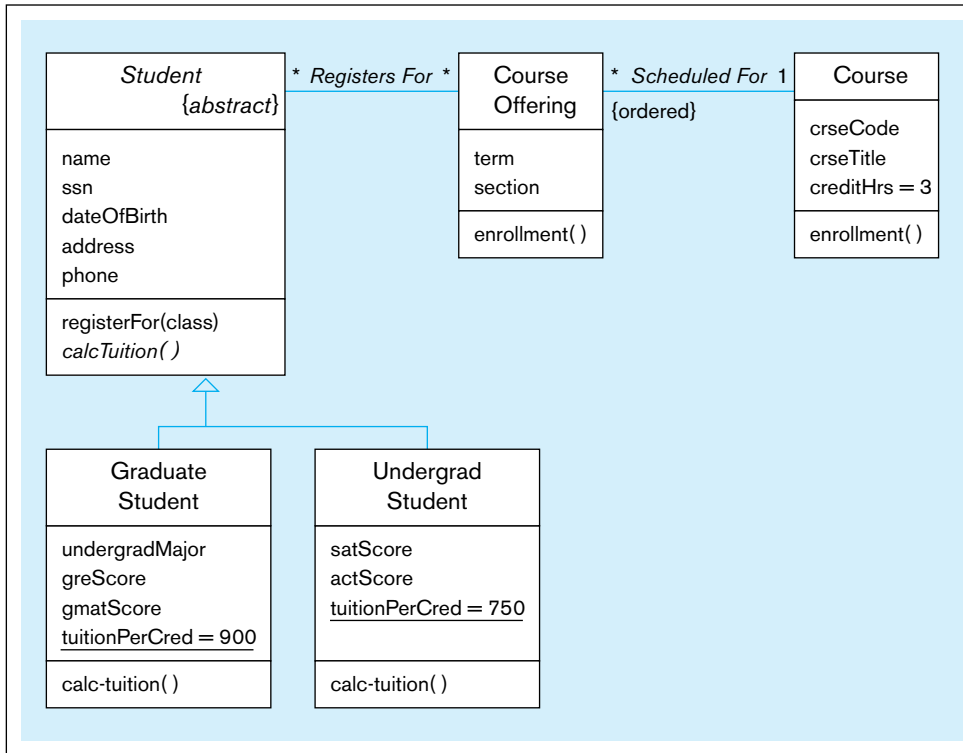 Student
{abstract}
name
ssn
dateOfBirth
address
phone
registerFor(class)
calcTuition( )
* Registers For *
Course
Offering
term
section
enrollment( )
* Scheduled For 1
{ordered}
Course
crseCode
crseTitle
creditHrs = 3
enrollment( )
Graduate
Student
undergradMajor
greScore
gmatScore
tuitionPerCred = 900
calc-tuition( )
Undergrad
Student
satScore
actScore
tuitionPerCred = 750
calc-tuition( )